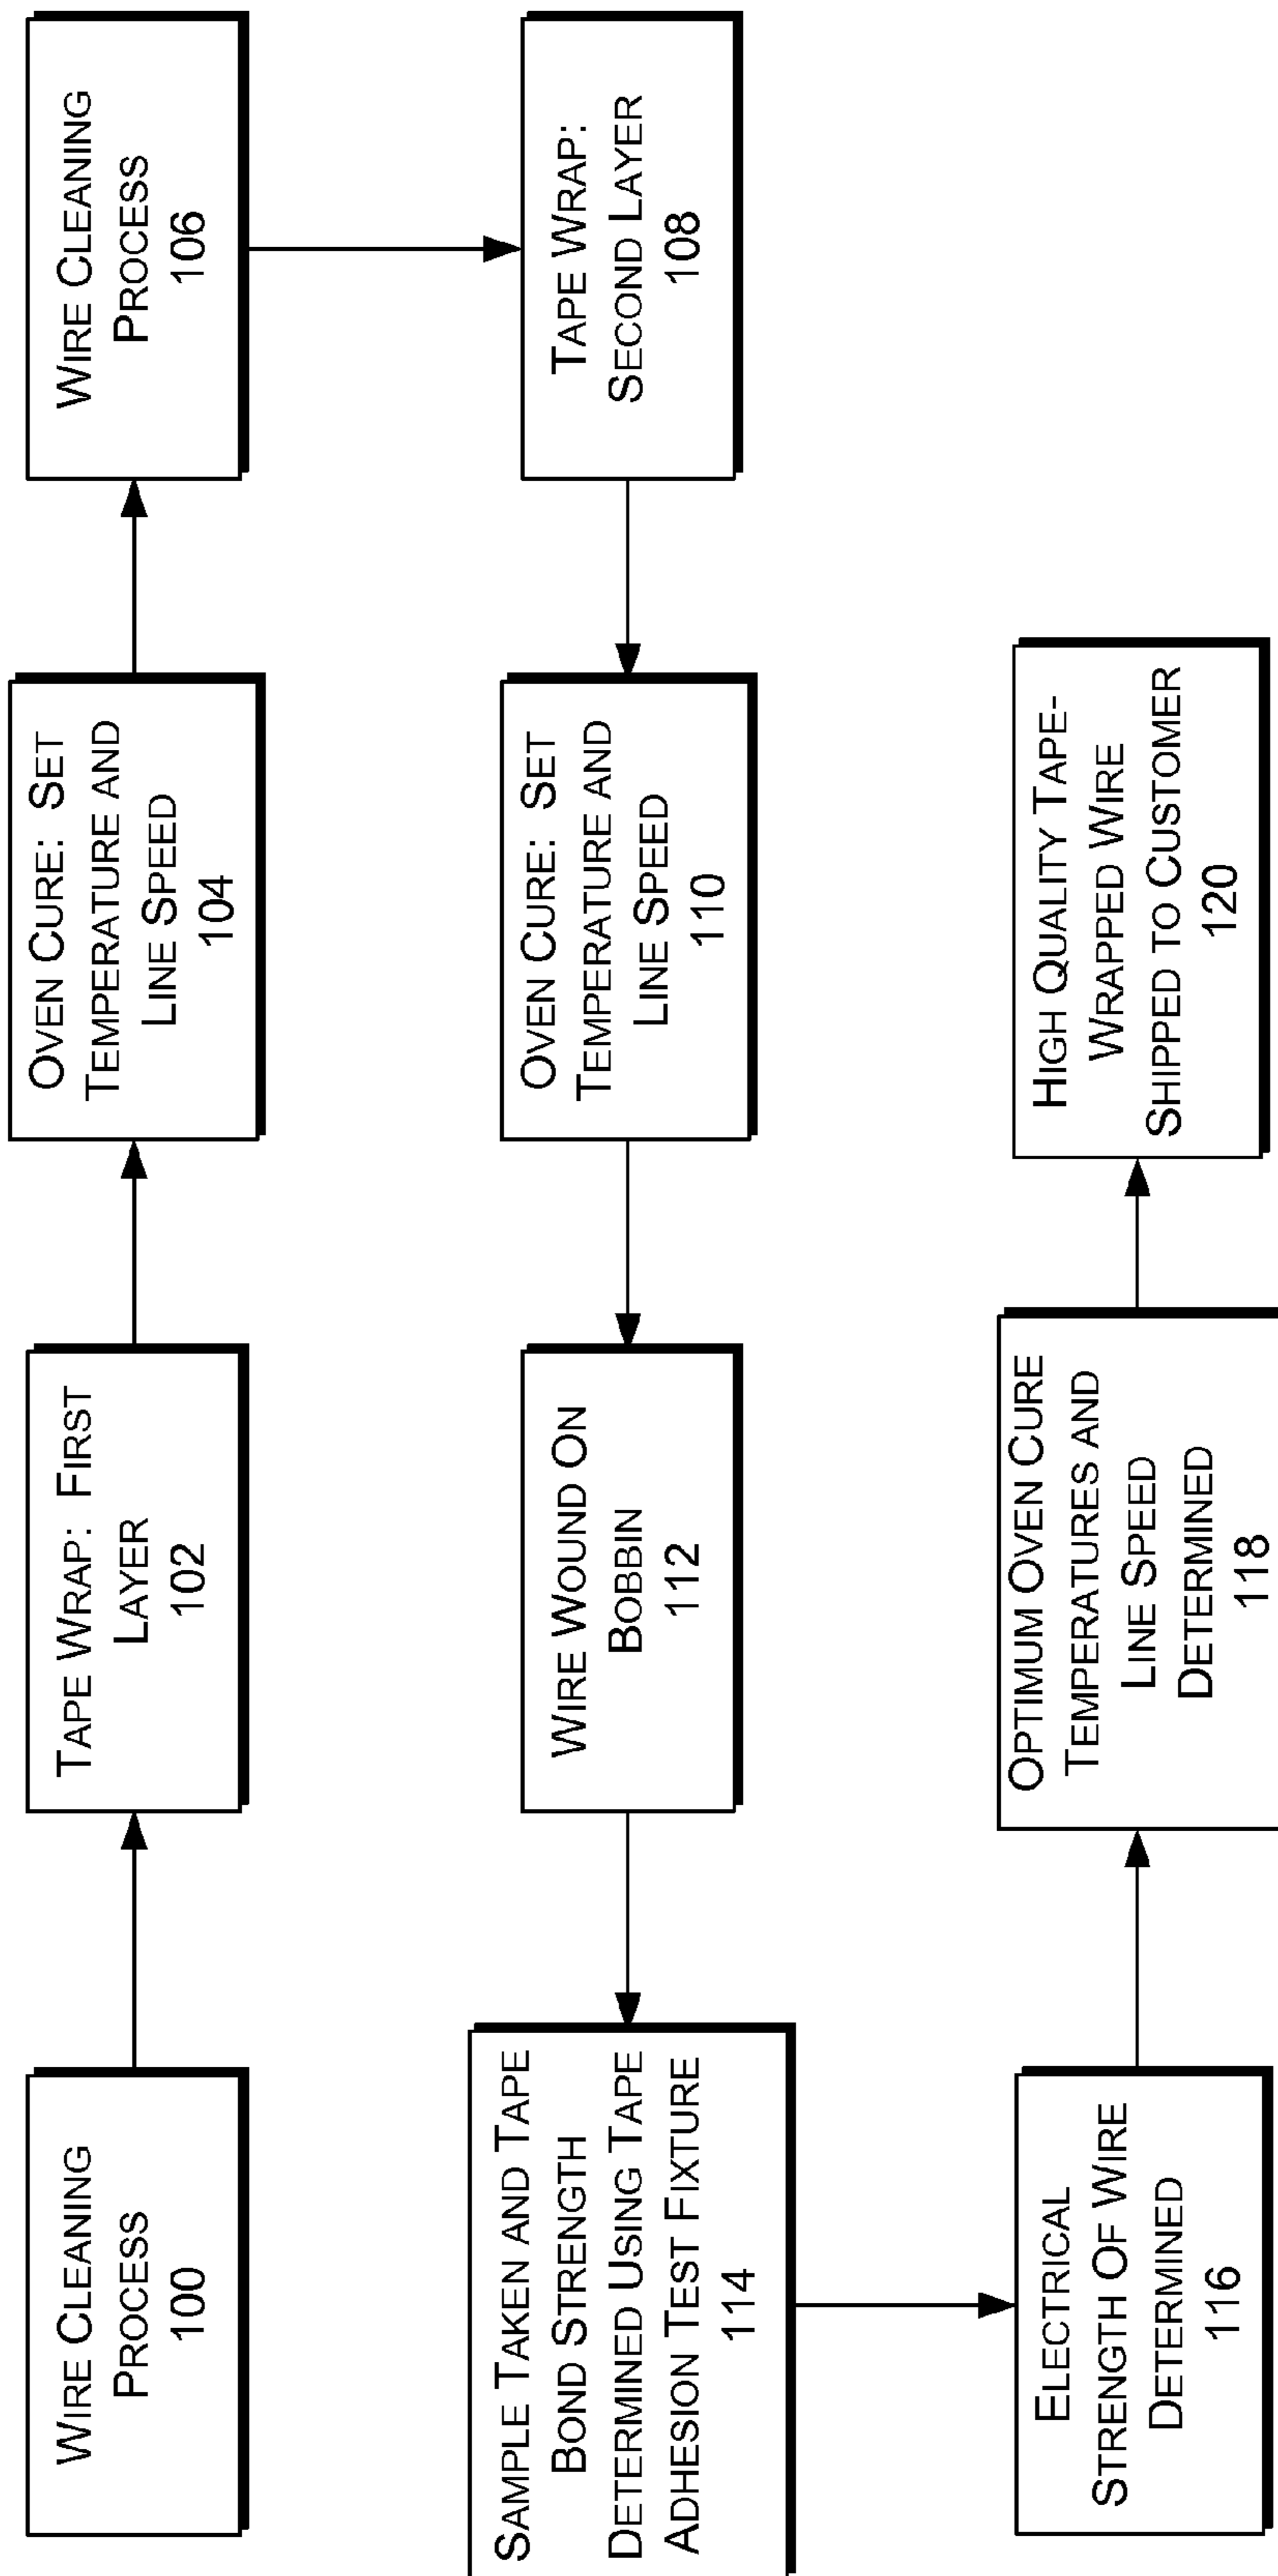 WIRE CLEANING
PROCESS
100
TAPE WRAP: FIRST
LAYER
102
OVEN CURE: SET
TEMPERATURE AND
LINE SPEED
104
WIRE CLEANING
PROCESS
106
TAPE WRAP:
SECOND LAYER
108
OVEN CURE: SET
TEMPERATURE AND
LINE SPEED
110
WIRE WOUND ON
BOBBIN
112
SAMPLE TAKEN AND TAPE
BOND STRENGTH
DETERMINED USING TAPE
ADHESION TEST FIXTURE
114
ELECTRICAL
STRENGTH OF WIRE
DETERMINED
116
OPTIMUM OVEN CURE
TEMPERATURES AND
LINE SPEED
DETERMINED
118
HIGH QUALITY TAPE-
WRAPPED WIRE
SHIPPED TO CUSTOMER
120